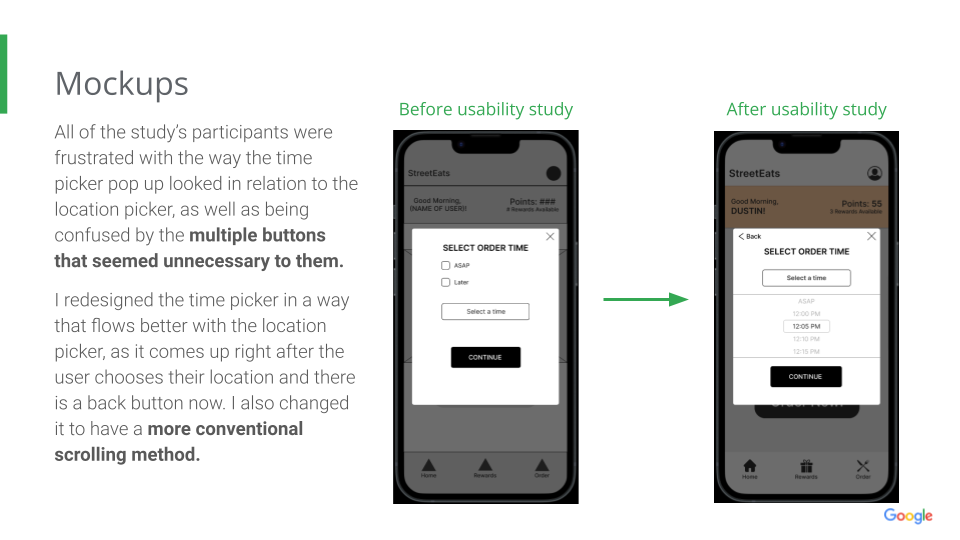 Mockups
All of the study's participants were
frustrated with the way the time
picker pop up looked in relation to the
location picker, as well as being
confused by the multiple buttons
that seemed unnecessary to them.
I redesigned the time picker in a way
that flows better with the location
picker, as it comes up right after the
user chooses their location and there
is a back button now. I also changed
it to have a more conventional
scrolling method.
Before usability study
StreetEats
Good Morning,
(NAME OF USER)!
Points: ###
# Rewards Available
SELECT ORDER TIME
ASAP
Later
Select a time
CONTINUE
Home
Rewards
Order
After usability study
StreetEats
Good Morning,
DUSTIN!
Points: 55
3 Rewards Available
< Back
SELECT ORDER TIME
Select a time
ASAP
12:00 PM
12:05 PM
12:10 PM
12:15 PM
CONTINUE
Order Now!
Home
Rewards
Order
Google